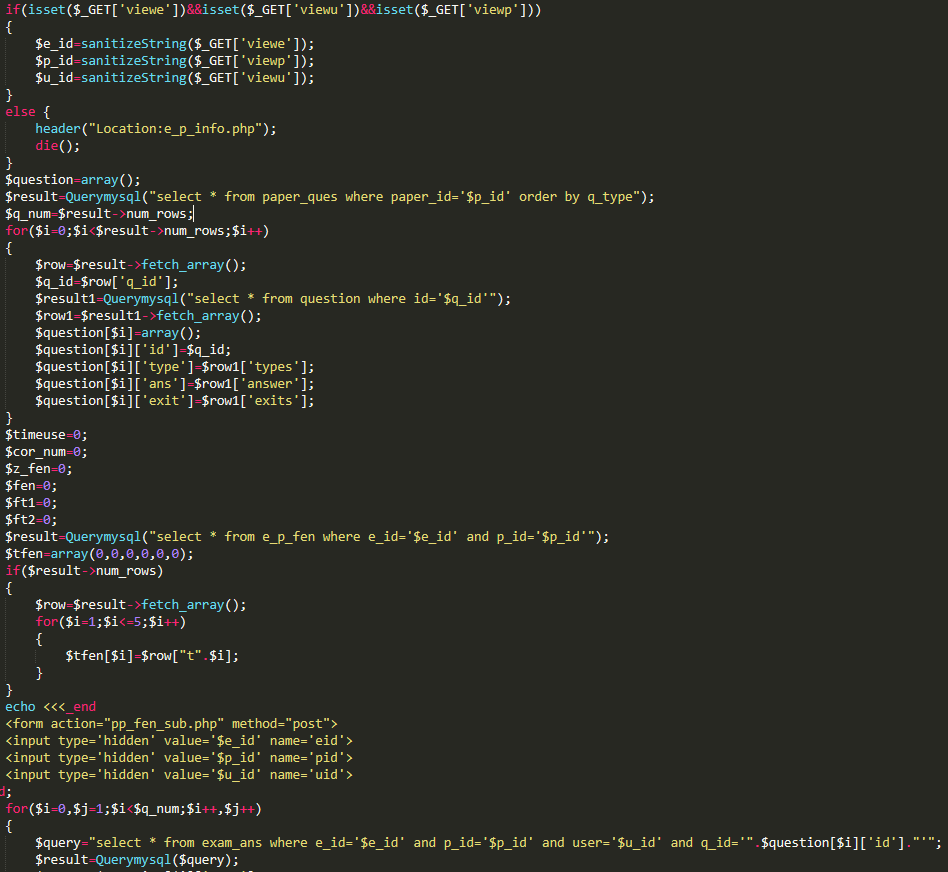 if(isset($_GET['viewe'])&&isset($_GET['viewu'])&&isset($_GET['viewp']))
{
$e_id=sanitizeString($_GET['viewe']);
$p_id=sanitizeString($_GET['viewp']);
$u_id=sanitizeString($_GET['viewu']);
}
else {
header("Location:e_p_info.php");
die();
}
$question=array();
$result=Querymysql("select * from paper_ques where paper_id='$p_id' order by q_type");
$q_num=$result->num_rows;
for($i=0;$i<$result->num_rows;$i++)
{
$row=$result->fetch_array();
$q_id=$row['q_id'];
$result1=Querymysql("select * from question where id='$q_id'");
$row1=$result1->fetch_array();
$question[$i]=array();
$question[$i]['id']=$q_id;
$question[$i]['type']=$row1['types'];
$question[$i]['ans']=$row1['answer'];
$question[$i]['exit']=$row1['exits'];
}
$timeuse=0;
$cor_num=0;
$z_fen=0;
$fen=0;
$ft1=0;
$ft2=0;
$result=Querymysql("select * from e_p_fen where e_id='$e_id' and p_id='$p_id'");
$tfen=array(0,0,0,0,0,0);
if($result->num_rows)
{
$row=$result->fetch_array();
for($i=1;$i<=5;$i++)
{
$tfen[$i]=$row["t".$i];
}
}
echo <<<_end
<form action="pp_fen_sub.php" method="post">
<input type='hidden' value='$e_id' name='eid'>
<input type='hidden' value='$p_id' name='pid'>
<input type='hidden' value='$u_id' name='uid'>
d;
for($i=0,$j=1;$i<$q_num;$i++,$j++)
{
$query="select * from exam_ans where e_id='$e_id' and p_id='$p_id' and user='$u_id' and q_id='".$question[$i]['id']."'";
$result=Querymysql($query);